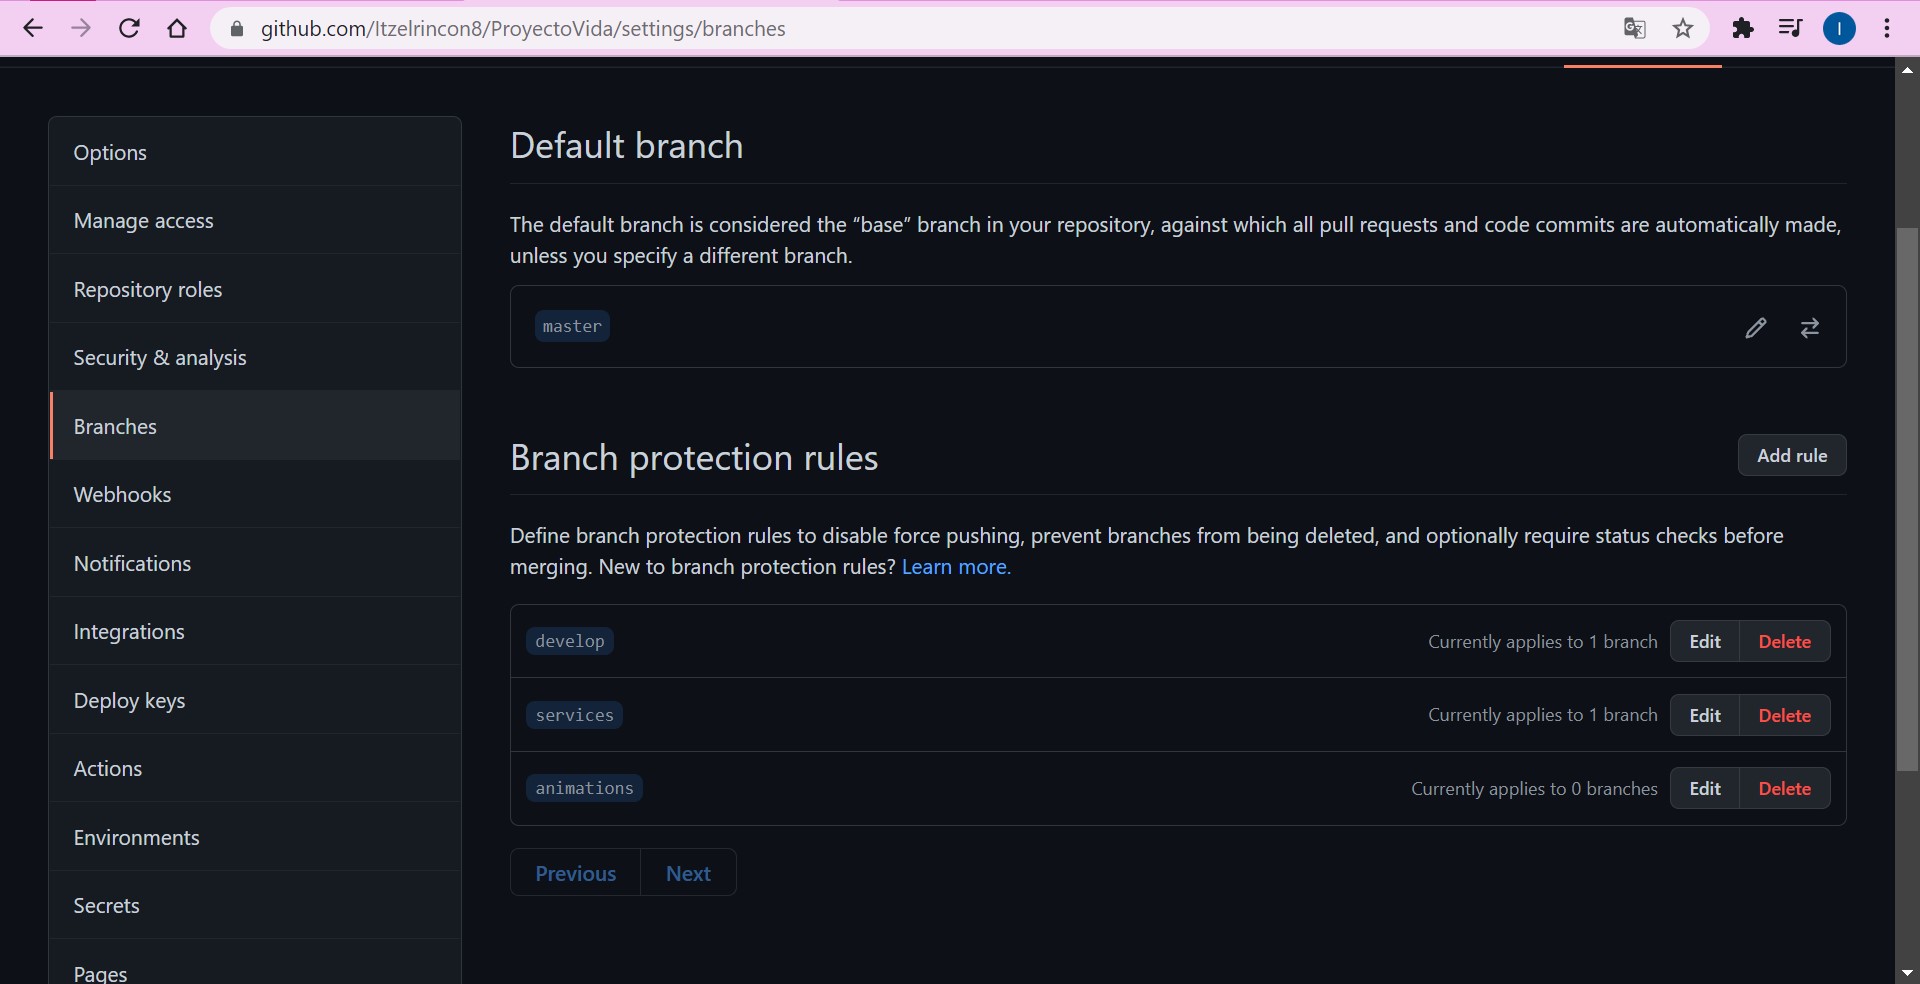 github.com/Itzelrincon8/ProyectoVida/settings/branches
I
Options
Manage access
Repository roles
Security & analysis
Branches
Webhooks
Notifications
Integrations
Deploy keys
Actions
Environments
Secrets
Pages
Default branch
The default branch is considered the “base” branch in your repository, against which all pull requests and code commits are automatically made,
unless you specify a different branch.
master
Branch protection rules
Add rule
Define branch protection rules to disable force pushing, prevent branches from being deleted, and optionally require status checks before
merging. New to branch protection rules? Learn more.
develop Currently applies to 1 branch Edit Delete
services Currently applies to 1 branch Edit Delete
animations Currently applies to 0 branches Edit Delete
Previous Next